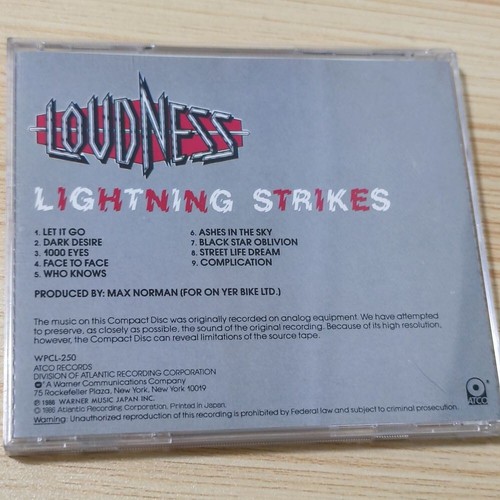 LOUDNESS
LIGHTNING STRIKES
1. LET IT GO
2. DARK DESIRE
3. 1000 EYES
4. FACE TO FACE
5. WHO KNOWS
6. ASHES IN THE SKY
7. BLACK STAR OBLIVION
8. STREET LIFE DREAM
9. COMPLICATION
PRODUCED BY: MAX NORMAN (FOR ON YER BIKE LTD.)
The music on this Compact Disc was originally recorded on analog equipment. We have attempted
to preserve, as closely as possible, the sound of the original recording. Because of its high resolution,
however, the Compact Disc can reveal limitations of the source tape.
WPCL-250
ATCO RECORDS
DIVISION OF ATLANTIC RECORDING CORPORATION
A Warner Communications Company
75 Rockefeller Plaza, New York, New York 10019
℗ 1986 WARNER MUSIC JAPAN INC.
© 1986 Atlantic Recording Corporation. Printed in Japan.
Warning: Unauthorized reproduction of this recording is prohibited by Federal law and subject to criminal prosecution.
ATCO